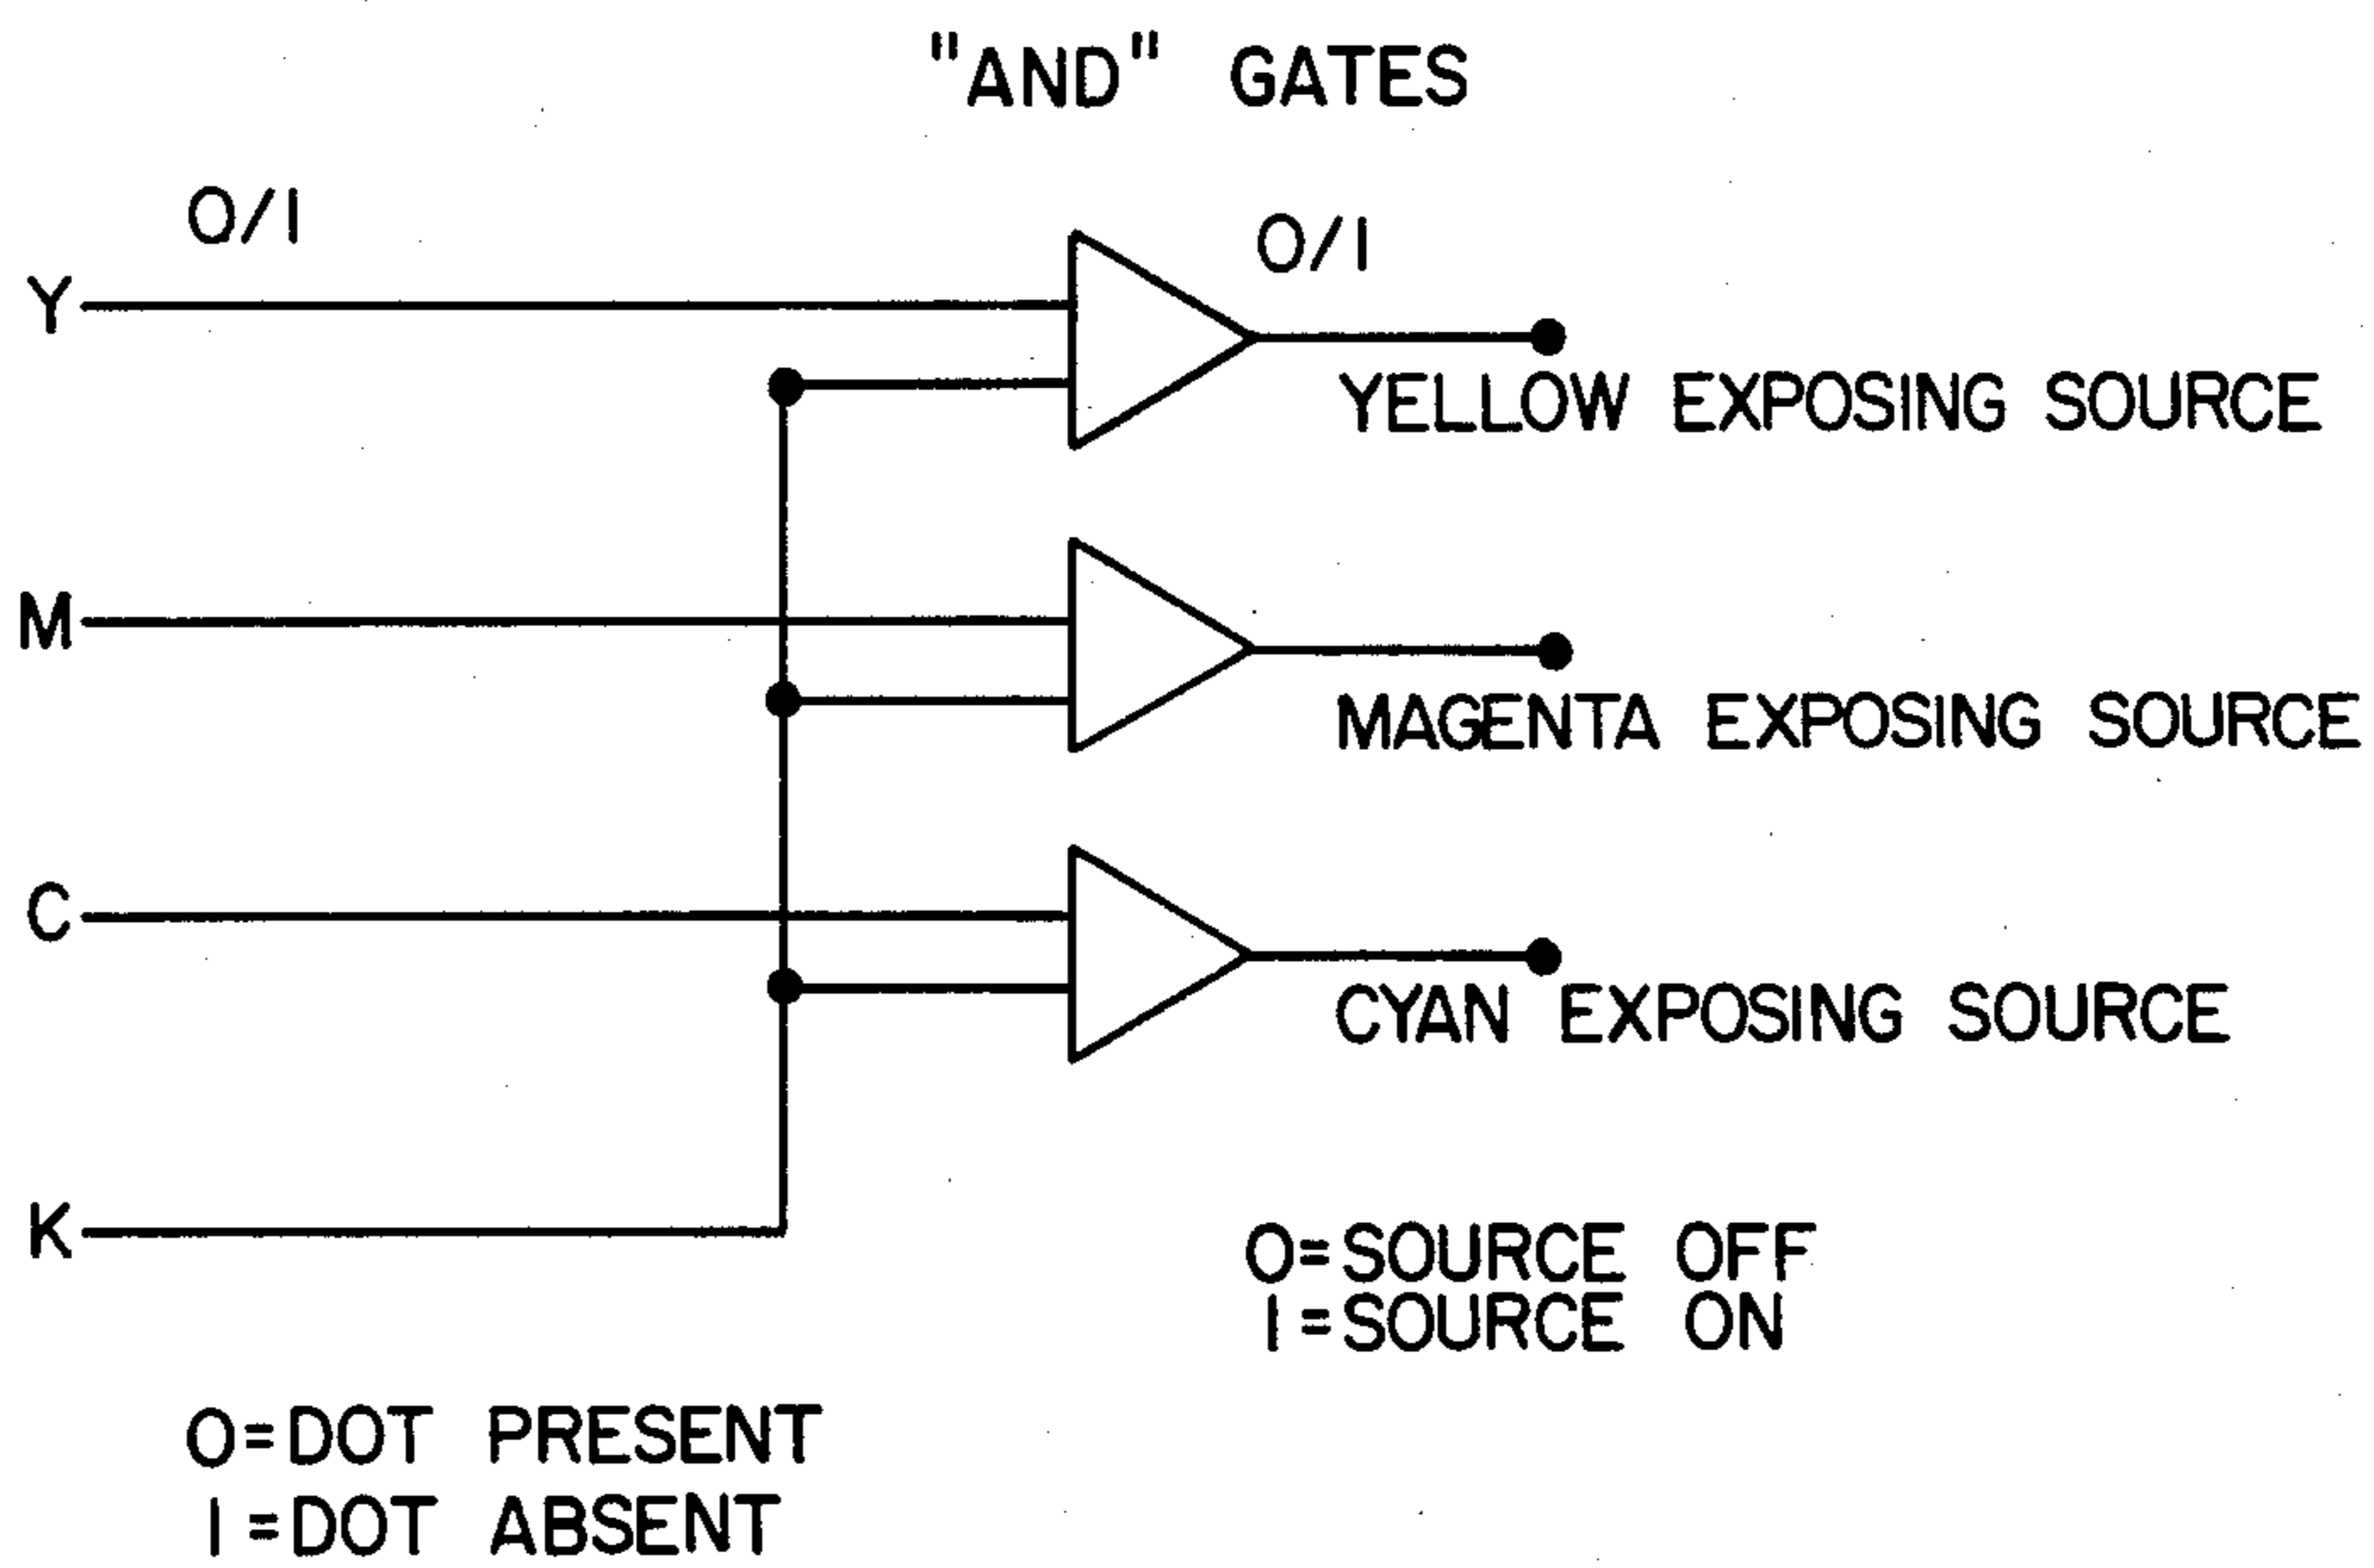 "AND" GATES
0/1
0/1
Y
YELLOW EXPOSING SOURCE
M
MAGENTA EXPOSING SOURCE
C
CYAN EXPOSING SOURCE
K
0=SOURCE OFF
1=SOURCE ON
0=DOT PRESENT
1=DOT ABSENT